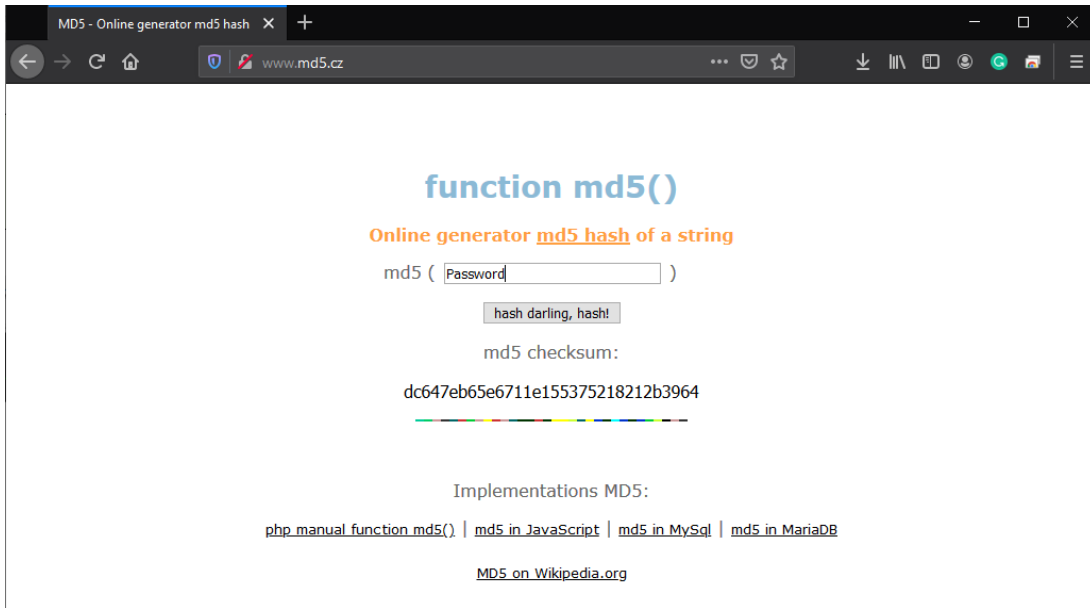 MD5 - Online generator md5 hash
www.md5.cz
function md5()
Online generator md5 hash of a string
md5 ( Password )
hash darling, hash!
md5 checksum:
dc647eb65e6711e155375218212b3964
Implementations MD5:
php manual function md5() | md5 in JavaScript | md5 in MySql | md5 in MariaDB
MD5 on Wikipedia.org